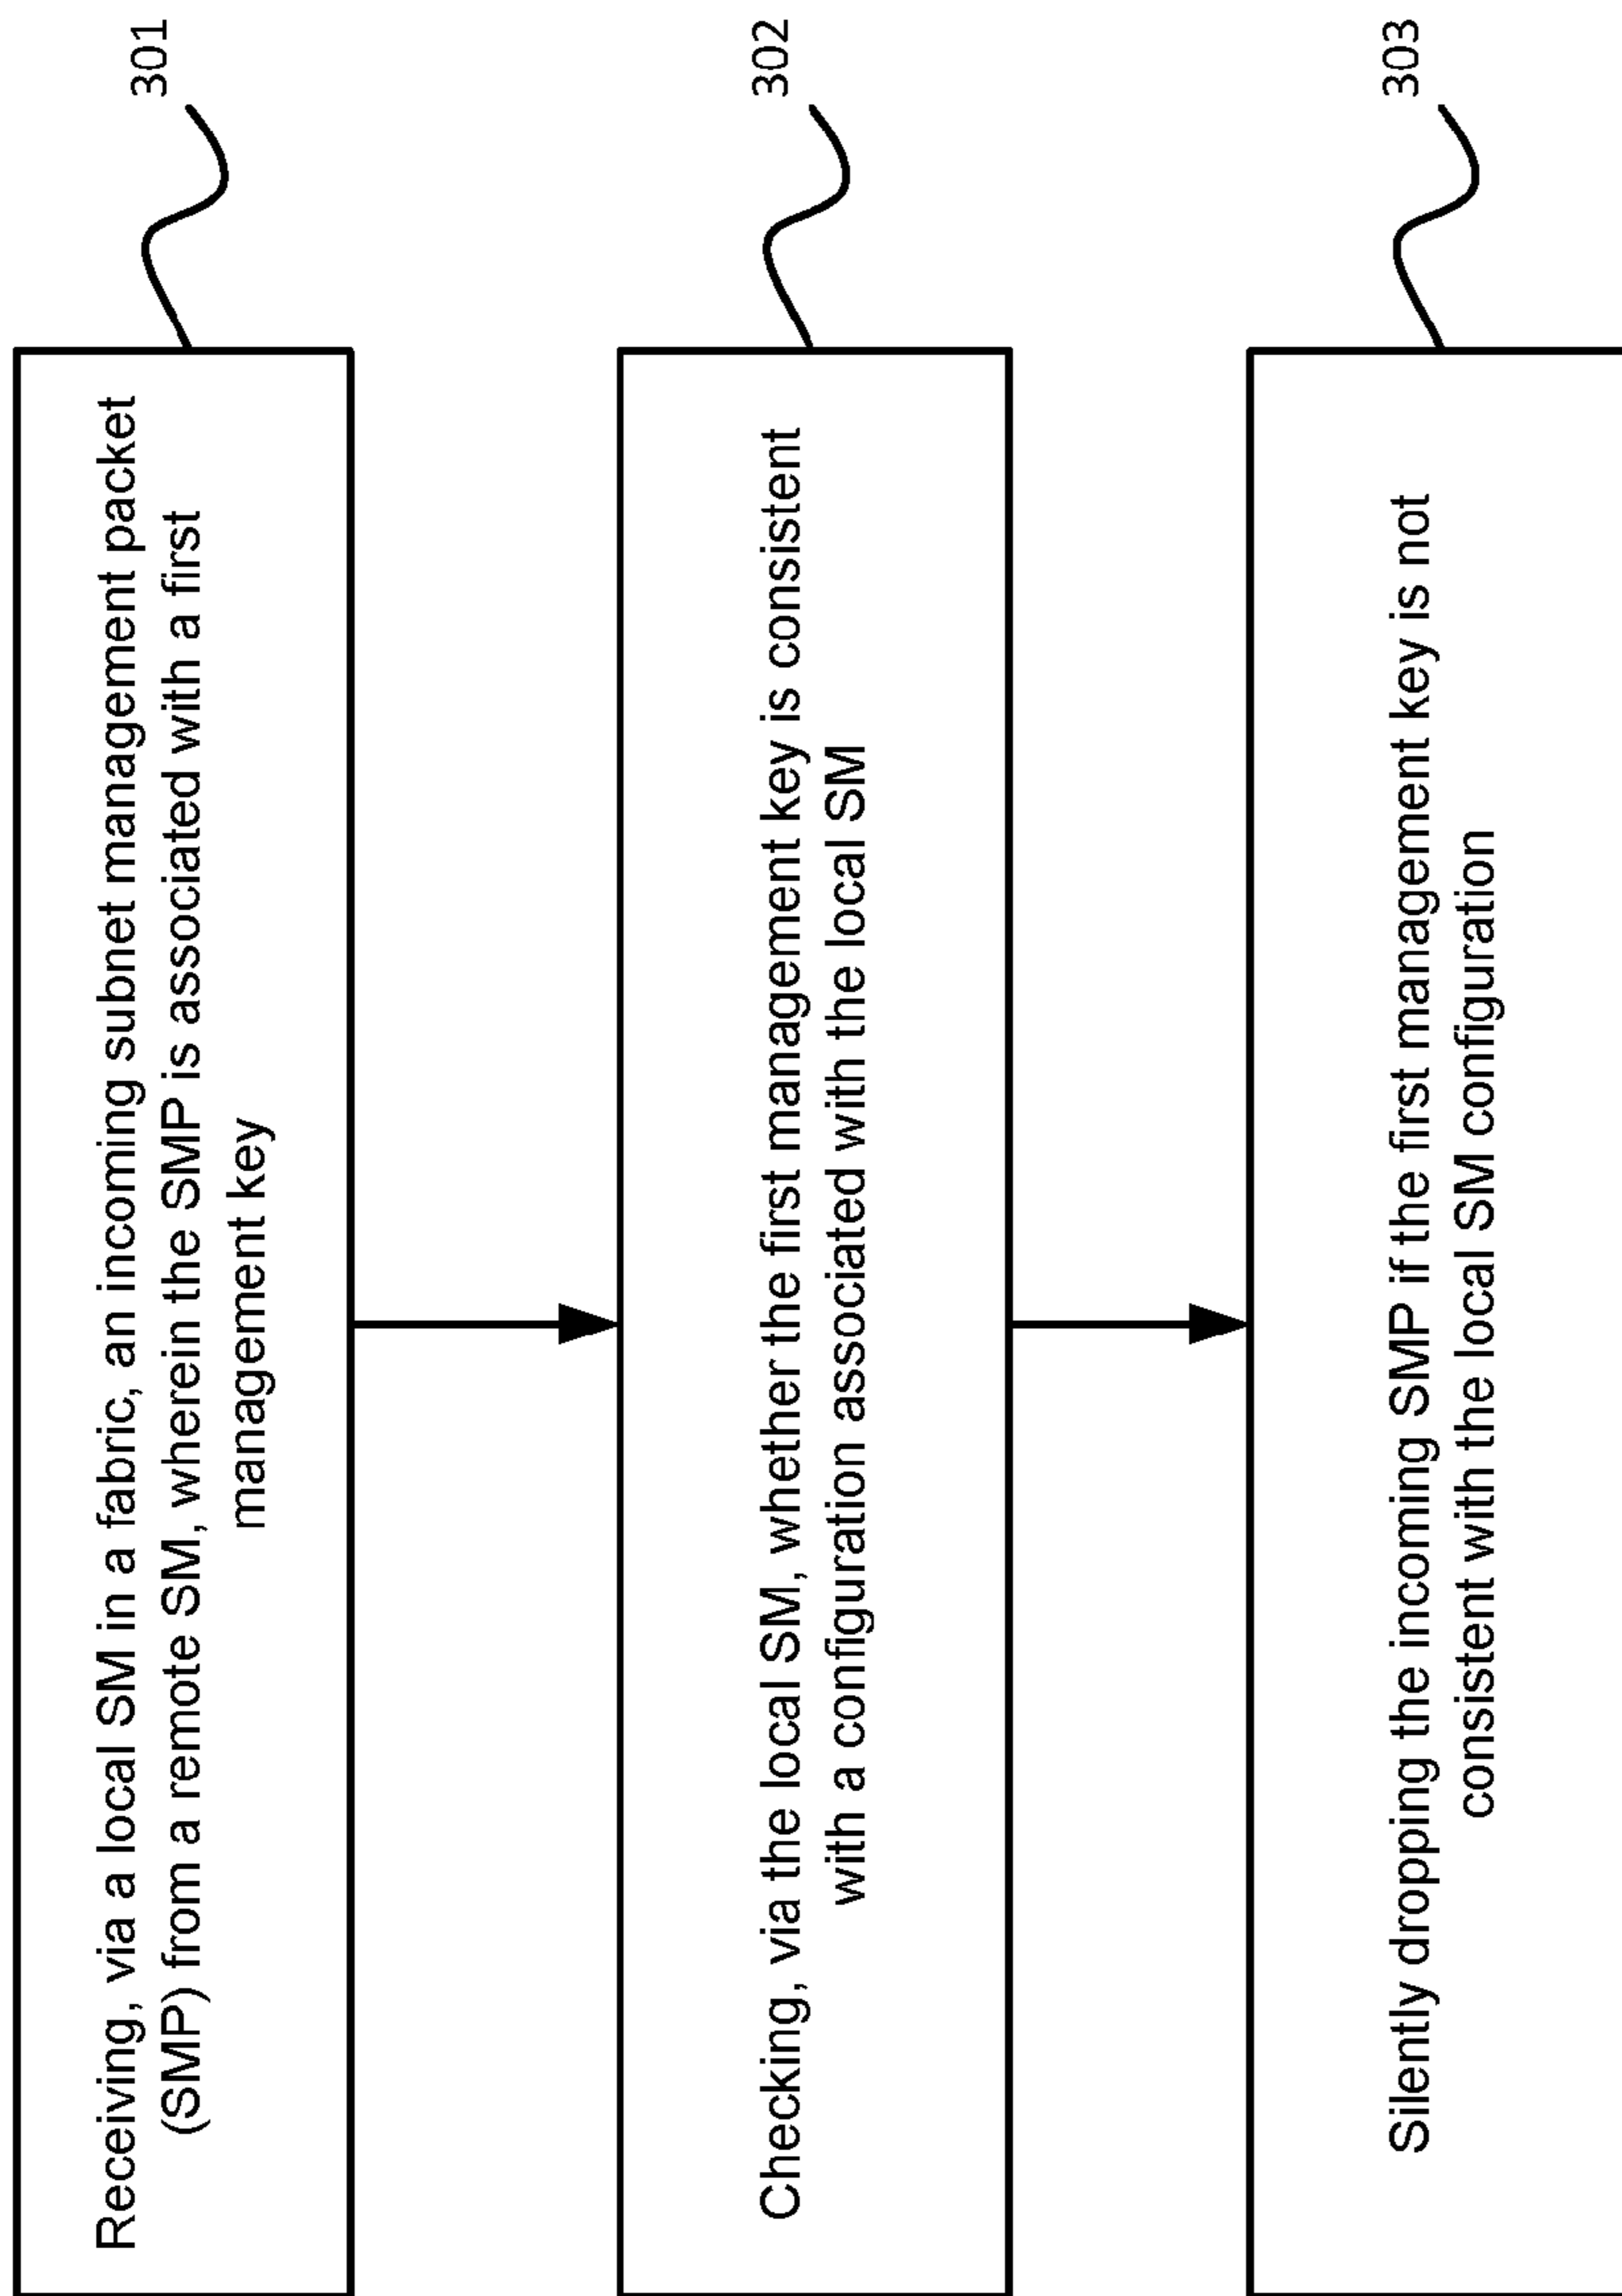 Receiving, via a local SM in a fabric, an incoming subnet management packet
(SMP) from a remote SM, wherein the SMP is associated with a first
management key
301
Checking, via the local SM, whether the first management key is consistent
with a configuration associated with the local SM
302
Silently dropping the incoming SMP if the first management key is not
consistent with the local SM configuration
303